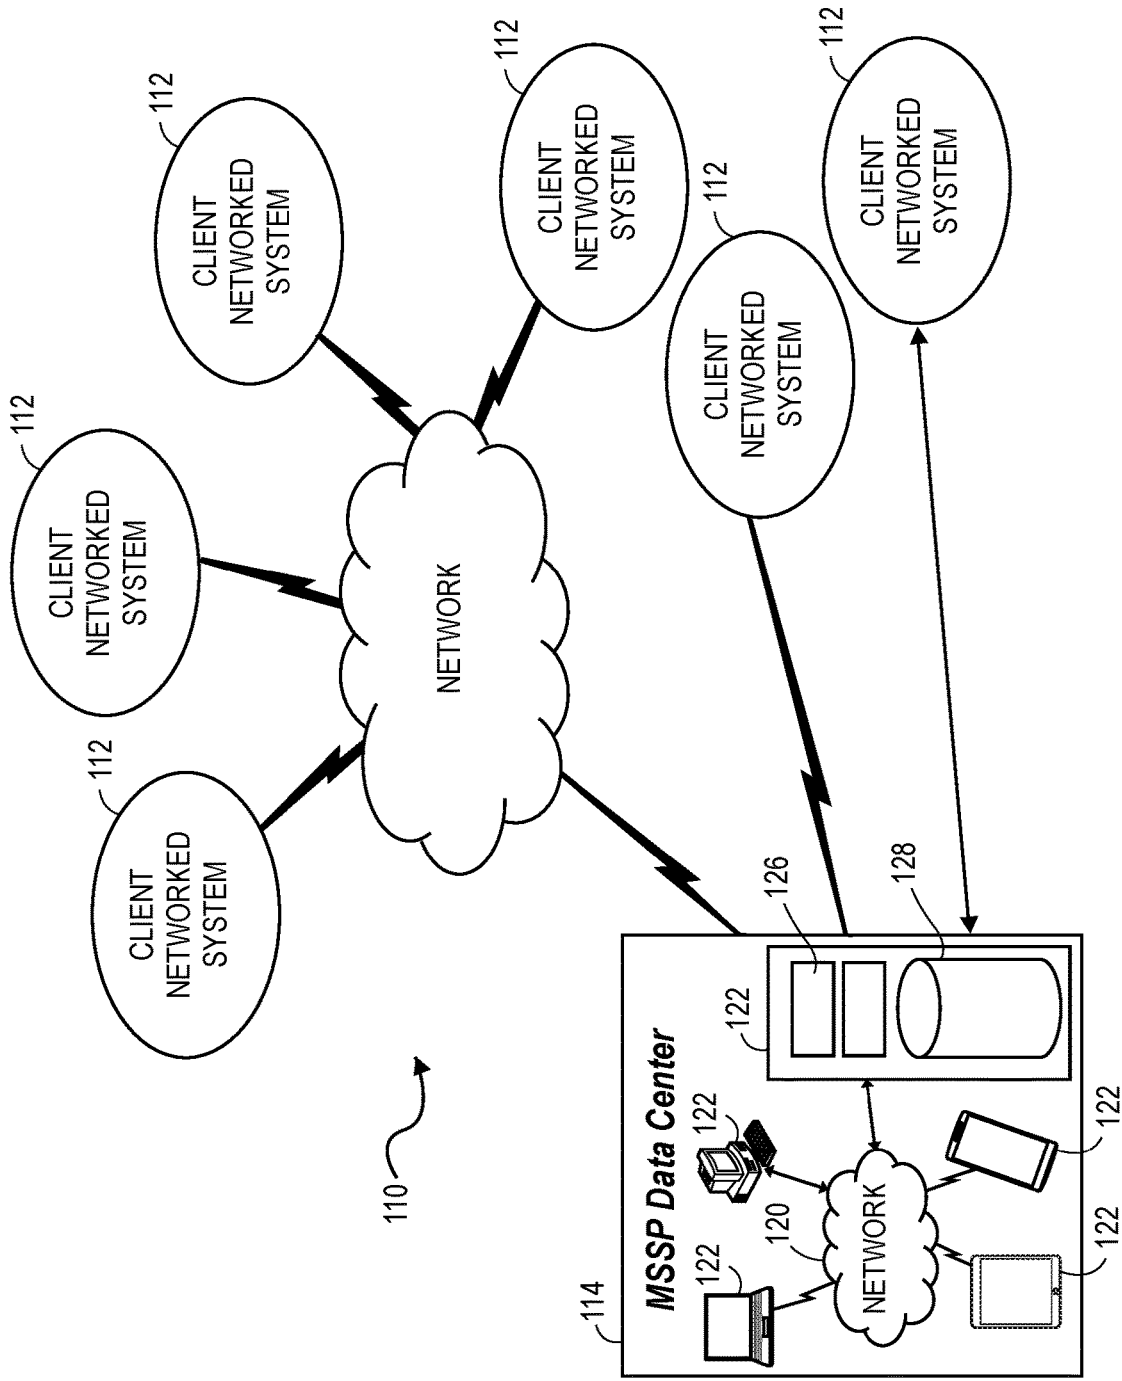 112
CLIENT
NETWORKED
SYSTEM
112
CLIENT
NETWORKED
SYSTEM
112
CLIENT
NETWORKED
SYSTEM
110
NETWORK
112
CLIENT
NETWORKED
SYSTEM
112
CLIENT
NETWORKED
SYSTEM
112
CLIENT
NETWORKED
SYSTEM
114
MSSP Data Center
122
122
122
120
126
NETWORK
128
122
122